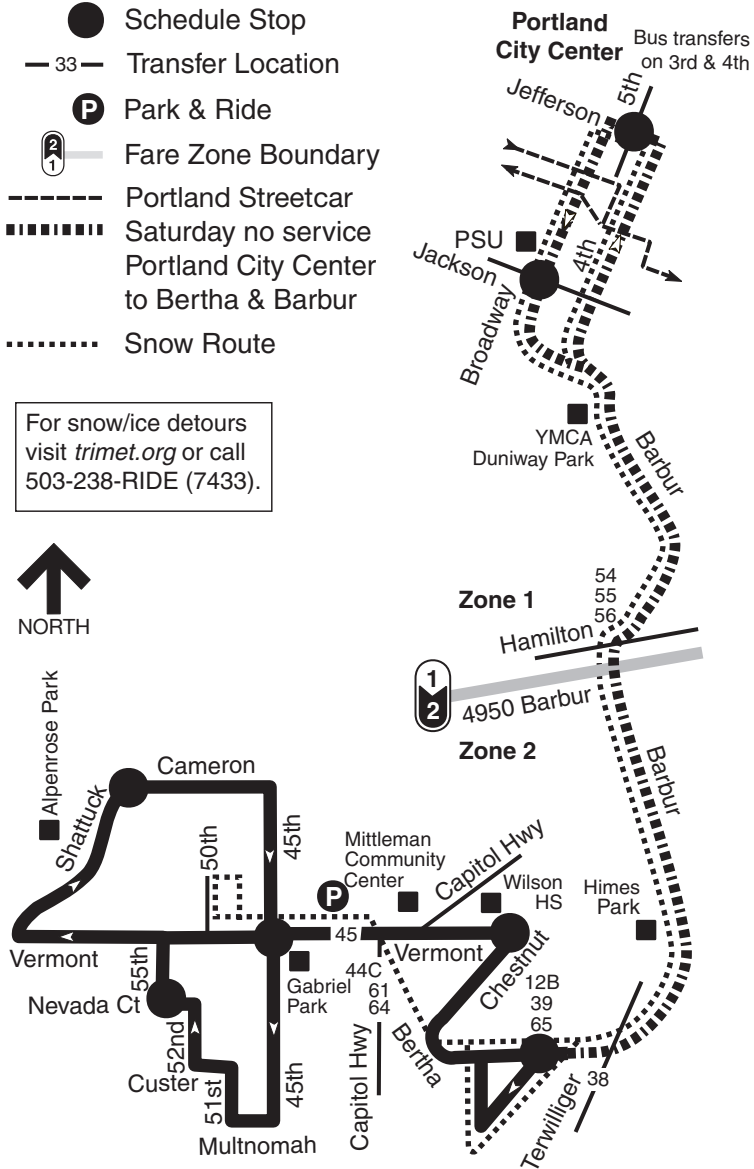 Schedule Stop
33
Transfer Location
P
Park & Ride
2
1
Fare Zone Boundary
Portland Streetcar
Saturday no service
Portland City Center
to Bertha & Barbur
Snow Route
For snow/ice detours
visit trimet.org or call
503-238-RIDE (7433).
NORTH
Portland
City Center
Bus transfers
on 3rd & 4th
5th
Jefferson
PSU
4th
Jackson
Broadway
YMCA
Duniway Park
Barbur
54
55
56
Zone 1
Hamilton
1
2
4950 Barbur
Zone 2
Barbur
Alpenrose Park
Cameron
Shattuck
50th
45th
Mittleman
Community
Center
P
Capitol Hwy
Wilson
HS
Himes
Park
45
Vermont
Vermont
Chestnut
55th
Gabriel
Park
44C
61
64
12B
39
65
Nevada Ct
52nd
Custer
51st
45th
Capitol Hwy
Bertha
38
Terwilliger
Multnomah